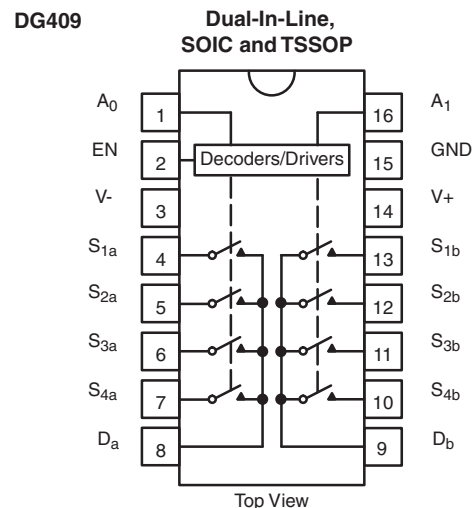 DG409
Dual-In-Line,
SOIC and TSSOP
A0 1 16 A1
EN 2 Decoders/Drivers 15 GND
V- 3 14 V+
S1a 4 13 S1b
S2a 5 12 S2b
S3a 6 11 S3b
S4a 7 10 S4b
Da 8 9 Db
Top View